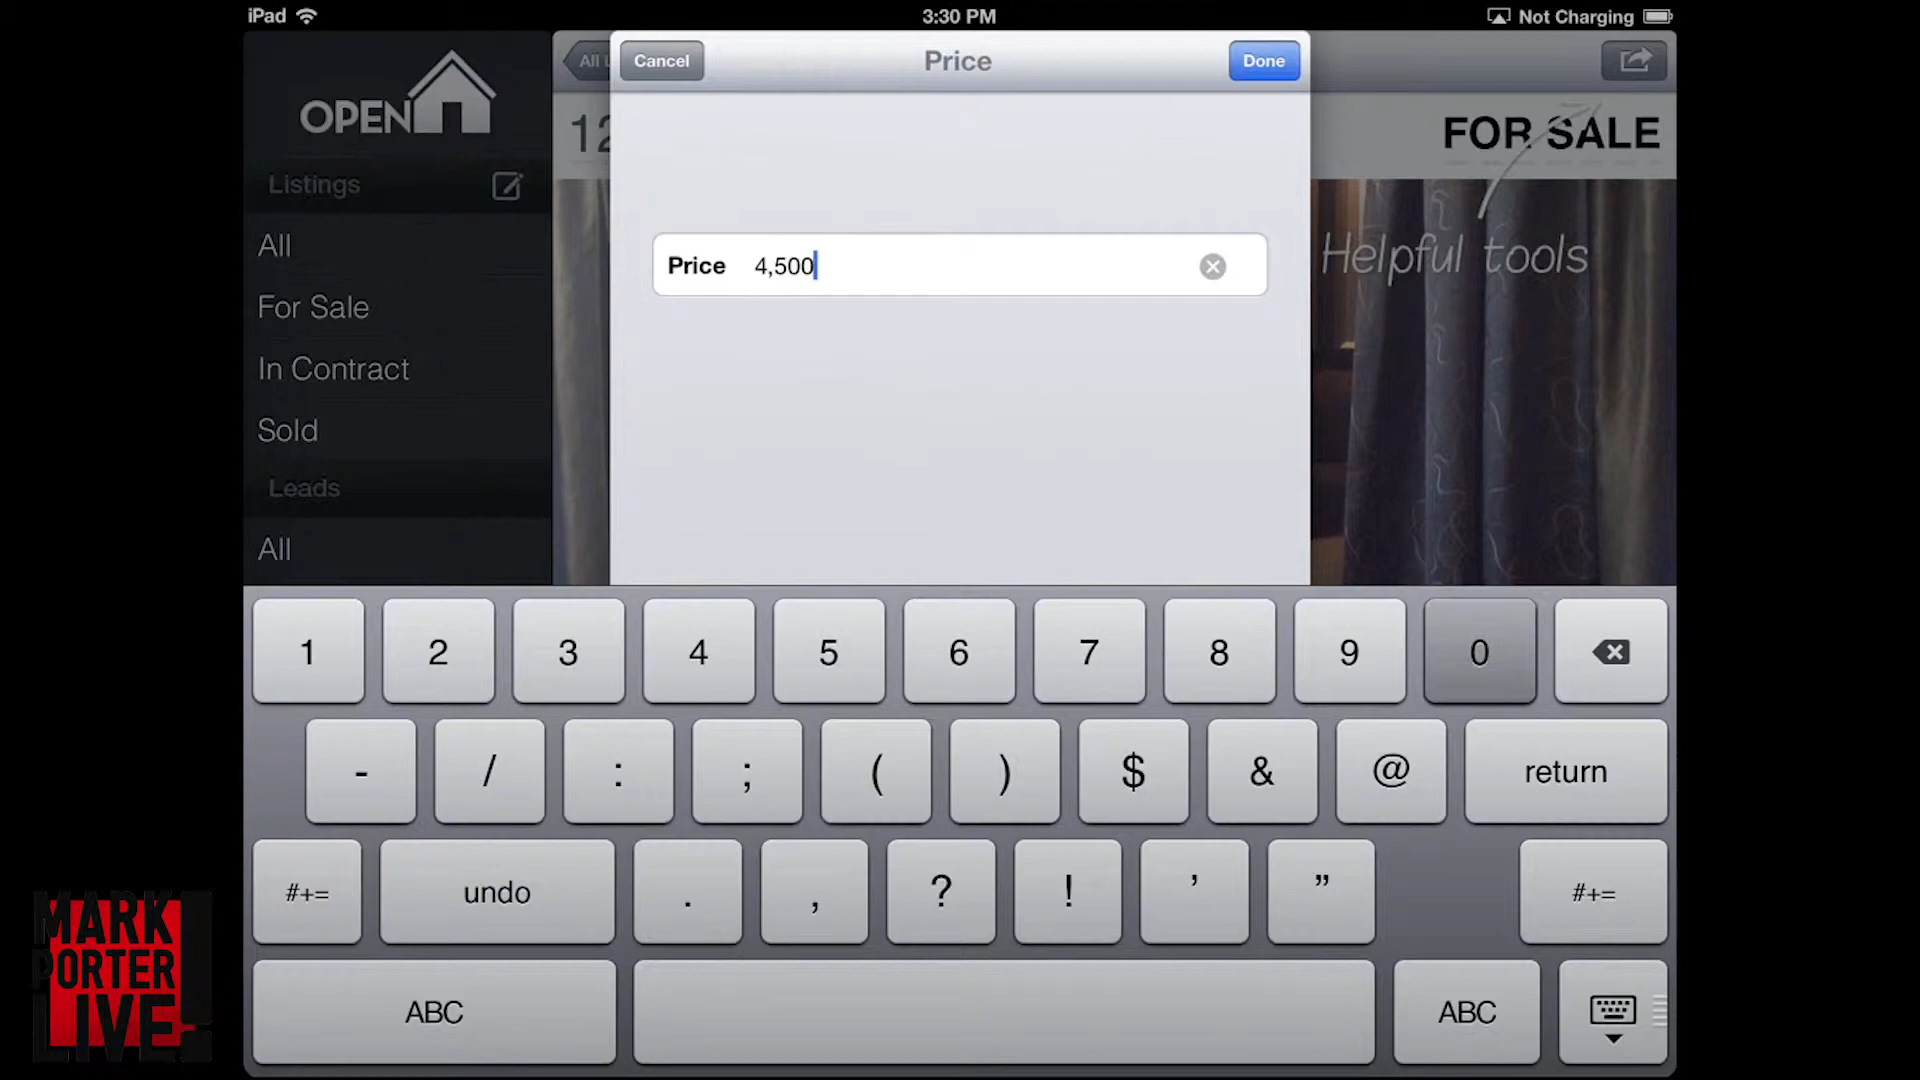 iPad
3:30 PM
Not Charging
All L
Cancel
Price
Done
OPEN
12
FOR SALE
Listings
All
For Sale
In Contract
Sold
Leads
All
Price 4,500
Helpful tools
1 2 3 4 5 6 7 8 9 0
- / : ; ( ) $ & @ return
#+= undo . , ? ! ’ ” #+=
ABC ABC
MARK
PORTER
LIVE!